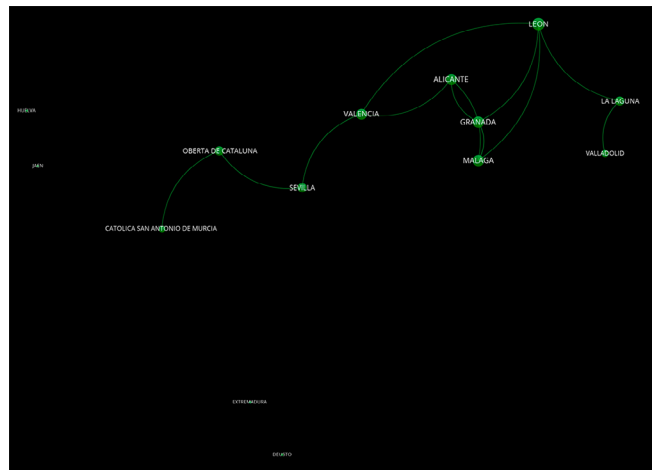 LEON
ALICANTE
LA LAGUNA
HUELVA
VALENCIA
GRANADA
OBERTA DE CATALUNA
VALLADOLID
MALAGA
JAEN
SEVILLA
CATOLICA SAN ANTONIO DE MURCIA
EXTREMADURA
DEUSTO